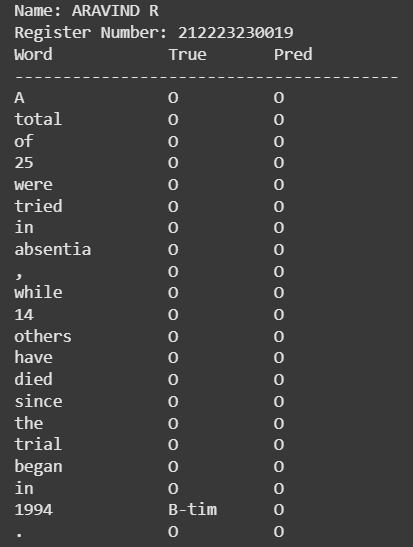 Name: ARAVIND R
Register Number: 212223230019
Word True Pred
----------------------------------------
A O O
total O O
of O O
25 O O
were O O
tried O O
in O O
absentia O O
, O O
while O O
14 O O
others O O
have O O
died O O
since O O
the O O
trial O O
began O O
in O O
1994 B-tim O
. O O